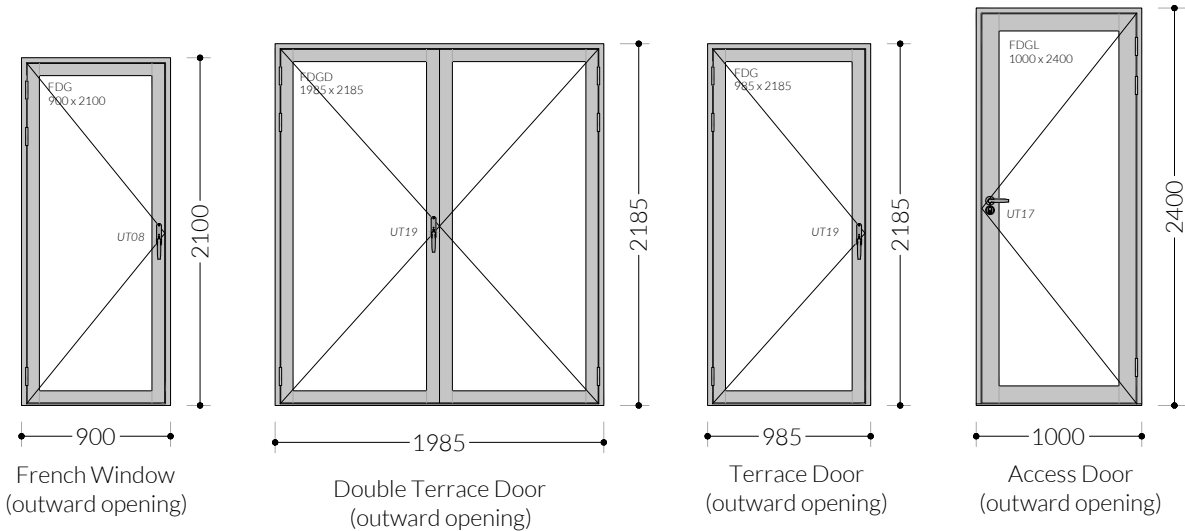 FDG
900 x 2100
UT08
2100
900
French Window
(outward opening)
FDGD
1985 x 2185
UT19
2185
1985
Double Terrace Door
(outward opening)
FDG
985 x 2185
UT19
2185
985
Terrace Door
(outward opening)
FDGL
1000 x 2400
UT17
2400
1000
Access Door
(outward opening)